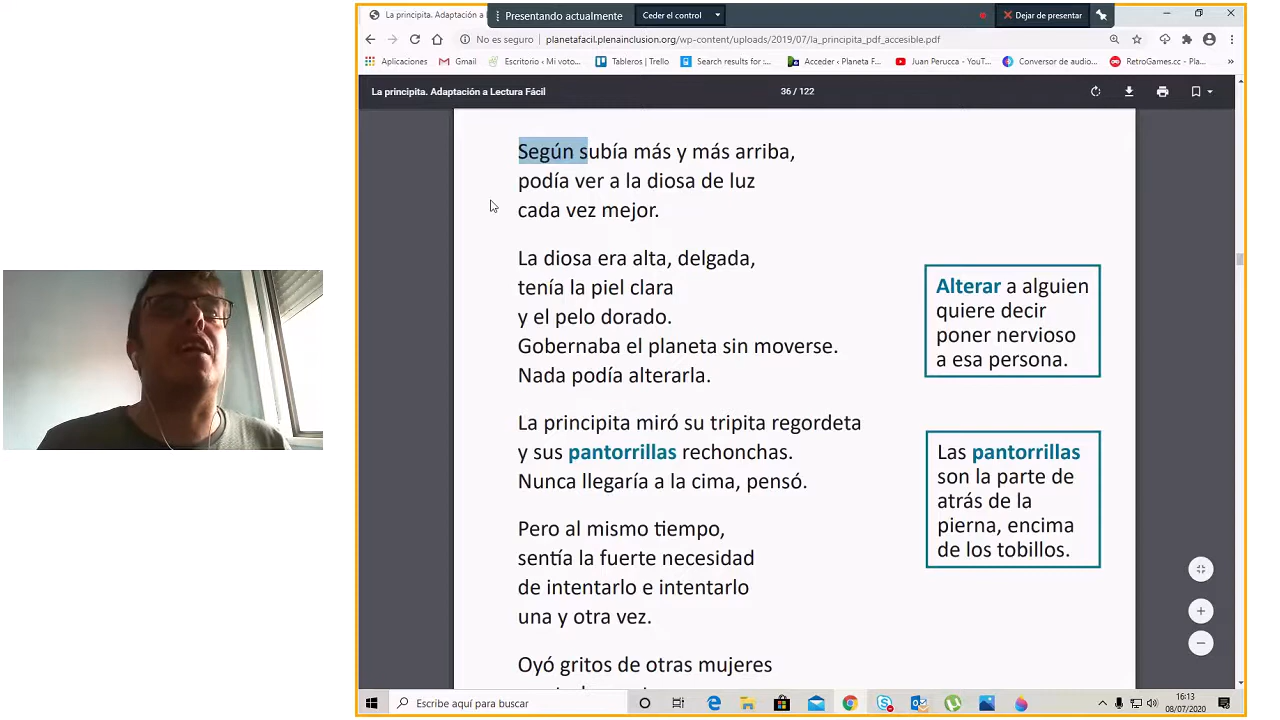 La principita. Adaptación a L
Presentando actualmente
Ceder el control
Dejar de presentar
No es seguro
planetafacil.plenainclusion.org/wp-content/uploads/2019/07/la_principita_pdf_accesible.pdf
Aplicaciones
Gmail
Escritorio ‹ Mi voto...
Tableros | Trello
Search results for :...
Acceder ‹ Planeta F...
Juan Perucca - YouT...
Conversor de audio...
RetroGames.cc - Pla...
La principita. Adaptación a Lectura Fácil
36 / 122
Según subía más y más arriba,
podía ver a la diosa de luz
cada vez mejor.
La diosa era alta, delgada,
tenía la piel clara
y el pelo dorado.
Gobernaba el planeta sin moverse.
Nada podía alterarla.
Alterar a alguien
quiere decir
poner nervioso
a esa persona.
La principita miró su tripita regordeta
y sus pantorrillas rechonchas.
Nunca llegaría a la cima, pensó.
Las pantorrillas
son la parte de
atrás de la
pierna, encima
de los tobillos.
Pero al mismo tiempo,
sentía la fuerte necesidad
de intentarlo e intentarlo
una y otra vez.
Oyó gritos de otras mujeres
Escribe aquí para buscar
16:13
08/07/2020